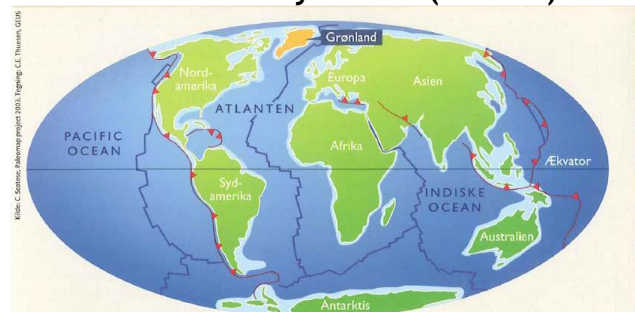 Grønland
Nord-
amerika
Europa
Asien
ATLANTEN
PACIFIC
OCEAN
Afrika
Ækvator
Syd-
amerika
INDISKE
OCEAN
Australien
Antarktis
Kilde: C. Scotese, Paleomap project 2003, Tegning: C.E. Thuesen, GEUS